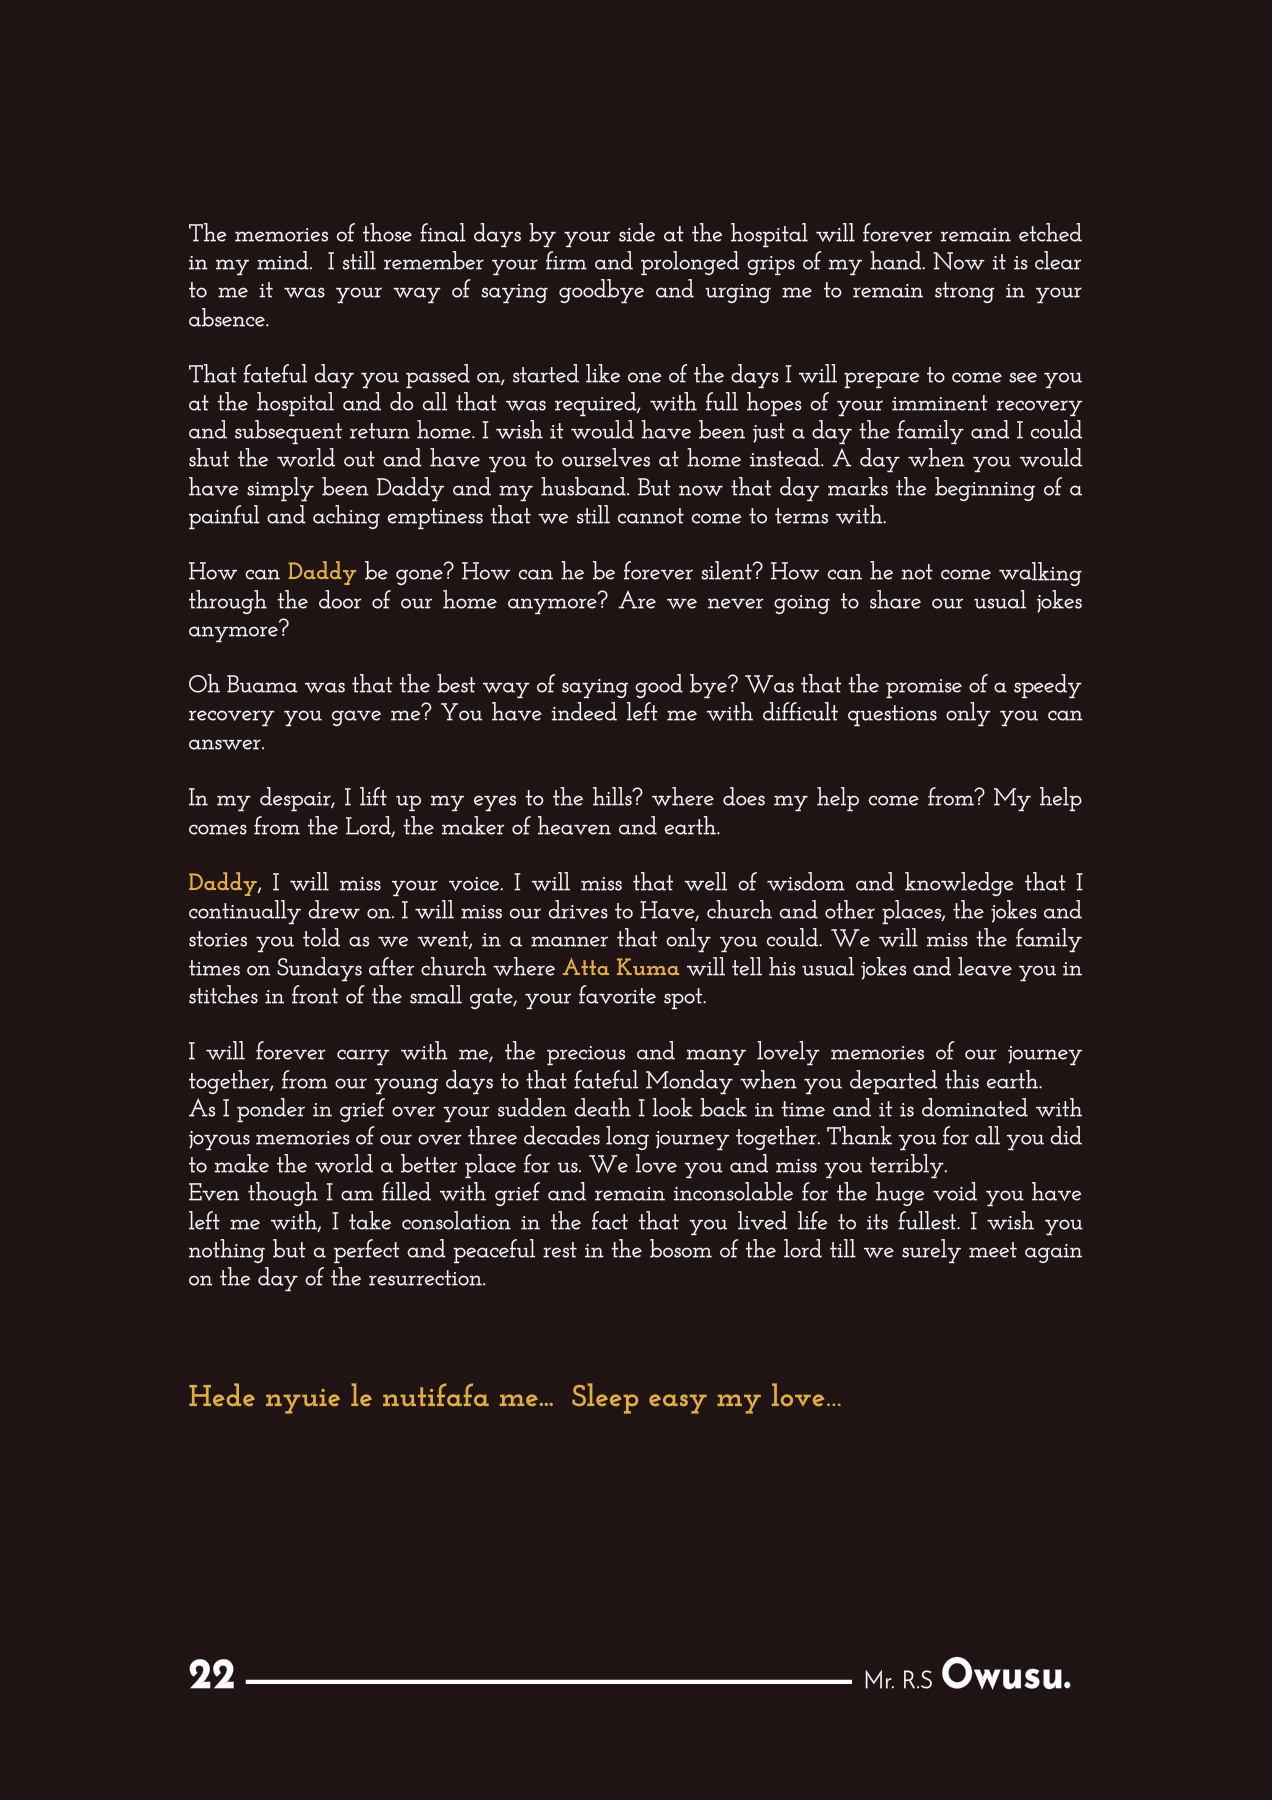 The memories of those final days by your side at the hospital will forever remain etched
in my mind.  I still remember your firm and prolonged grips of my hand. Now it is clear
to me it was your way of saying goodbye and urging me to remain strong in your
absence.
That fateful day you passed on, started like one of the days I will prepare to come see you
at the hospital and do all that was required, with full hopes of your imminent recovery
and subsequent return home. I wish it would have been just a day the family and I could
shut the world out and have you to ourselves at home instead. A day when you would
have simply been Daddy and my husband. But now that day marks the beginning of a
painful and aching emptiness that we still cannot come to terms with.
How can Daddy be gone? How can he be forever silent? How can he not come walking
through the door of our home anymore? Are we never going to share our usual jokes
anymore?
Oh Buama was that the best way of saying good bye? Was that the promise of a speedy
recovery you gave me? You have indeed left me with difficult questions only you can
answer.
In my despair, I lift up my eyes to the hills? where does my help come from? My help
comes from the Lord, the maker of heaven and earth.
Daddy, I will miss your voice. I will miss that well of wisdom and knowledge that I
continually drew on. I will miss our drives to Have, church and other places, the jokes and
stories you told as we went, in a manner that only you could. We will miss the family
times on Sundays after church where Atta Kuma will tell his usual jokes and leave you in
stitches in front of the small gate, your favorite spot.
I will forever carry with me, the precious and many lovely memories of our journey
together, from our young days to that fateful Monday when you departed this earth.
As I ponder in grief over your sudden death I look back in time and it is dominated with
joyous memories of our over three decades long journey together. Thank you for all you did
to make the world a better place for us. We love you and miss you terribly.
Even though I am filled with grief and remain inconsolable for the huge void you have
left me with, I take consolation in the fact that you lived life to its fullest. I wish you
nothing but a perfect and peaceful rest in the bosom of the lord till we surely meet again
on the day of the resurrection.
Hede nyuie le nutifafa me...  Sleep easy my love...
22 Mr. R.S Owusu.